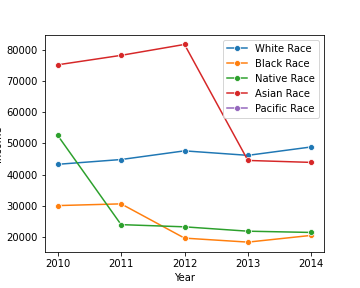 White Race
Black Race
Native Race
Asian Race
Pacific Race
80000
70000
60000
50000
40000
30000
20000
2010
2011
2012
2013
2014
Year